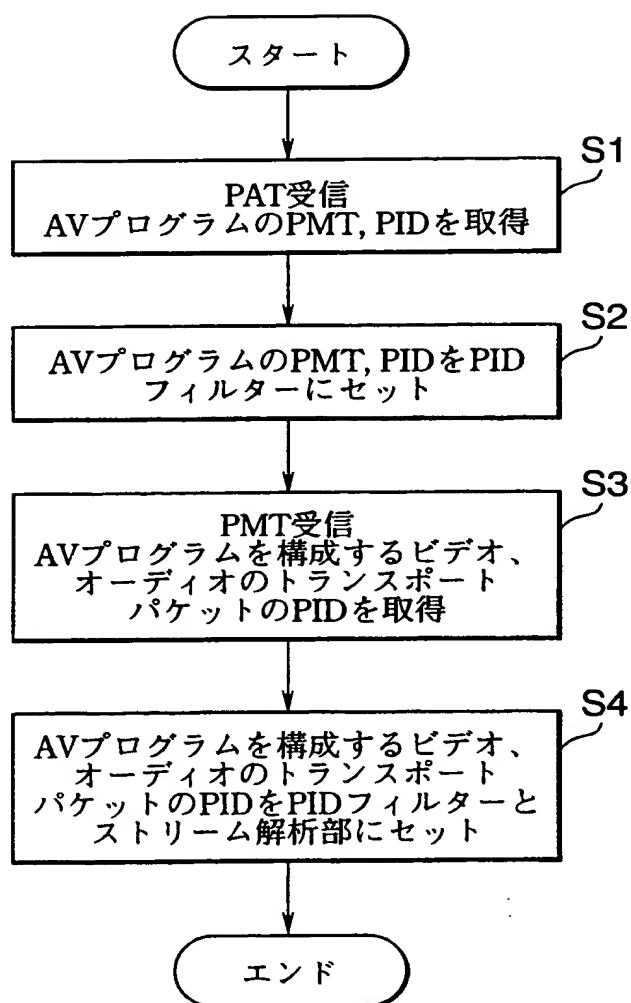 スタート
S1
PAT受信
AVプログラムのPMT, PIDを取得
S2
AVプログラムのPMT, PIDをPID
フィルターにセット
S3
PMT受信
AVプログラムを構成するビデオ、
オーディオのトランスポート
パケットのPIDを取得
S4
AVプログラムを構成するビデオ、
オーディオのトランスポート
パケットのPIDをPIDフィルターと
ストリーム解析部にセット
エンド